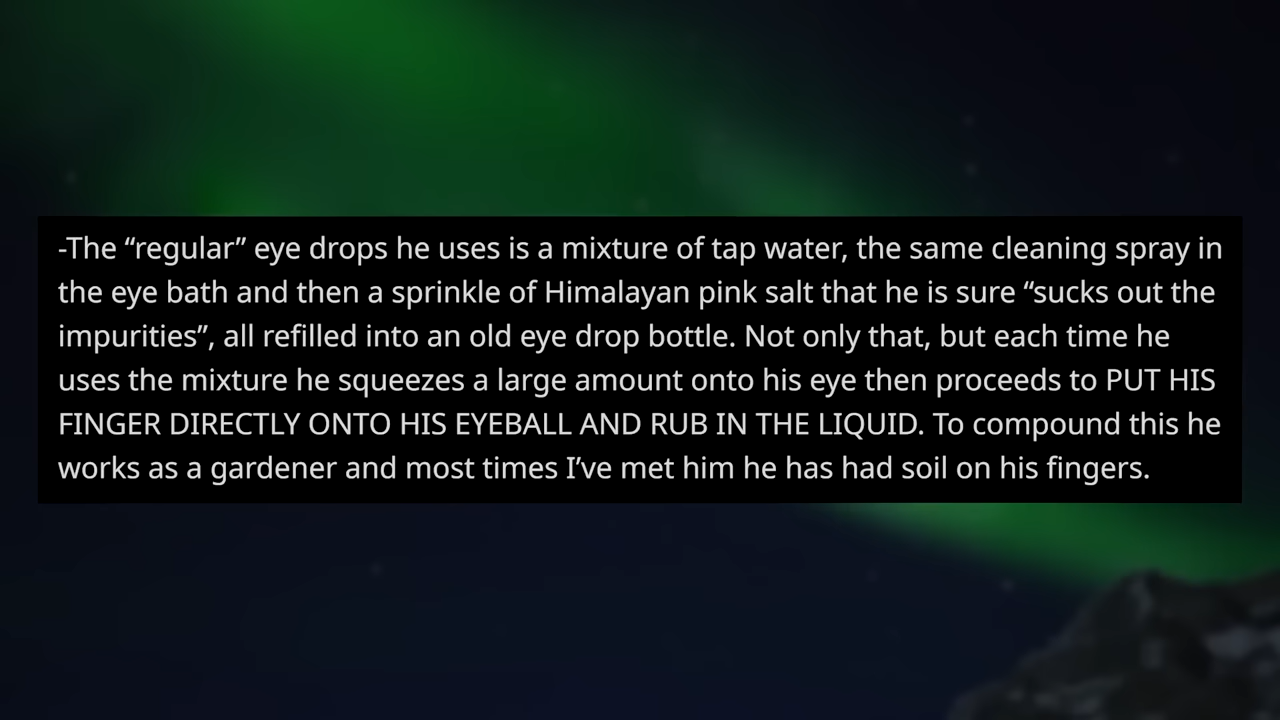 -The “regular” eye drops he uses is a mixture of tap water, the same cleaning spray in
the eye bath and then a sprinkle of Himalayan pink salt that he is sure “sucks out the
impurities”, all refilled into an old eye drop bottle. Not only that, but each time he
uses the mixture he squeezes a large amount onto his eye then proceeds to PUT HIS
FINGER DIRECTLY ONTO HIS EYEBALL AND RUB IN THE LIQUID. To compound this he
works as a gardener and most times I’ve met him he has had soil on his fingers.